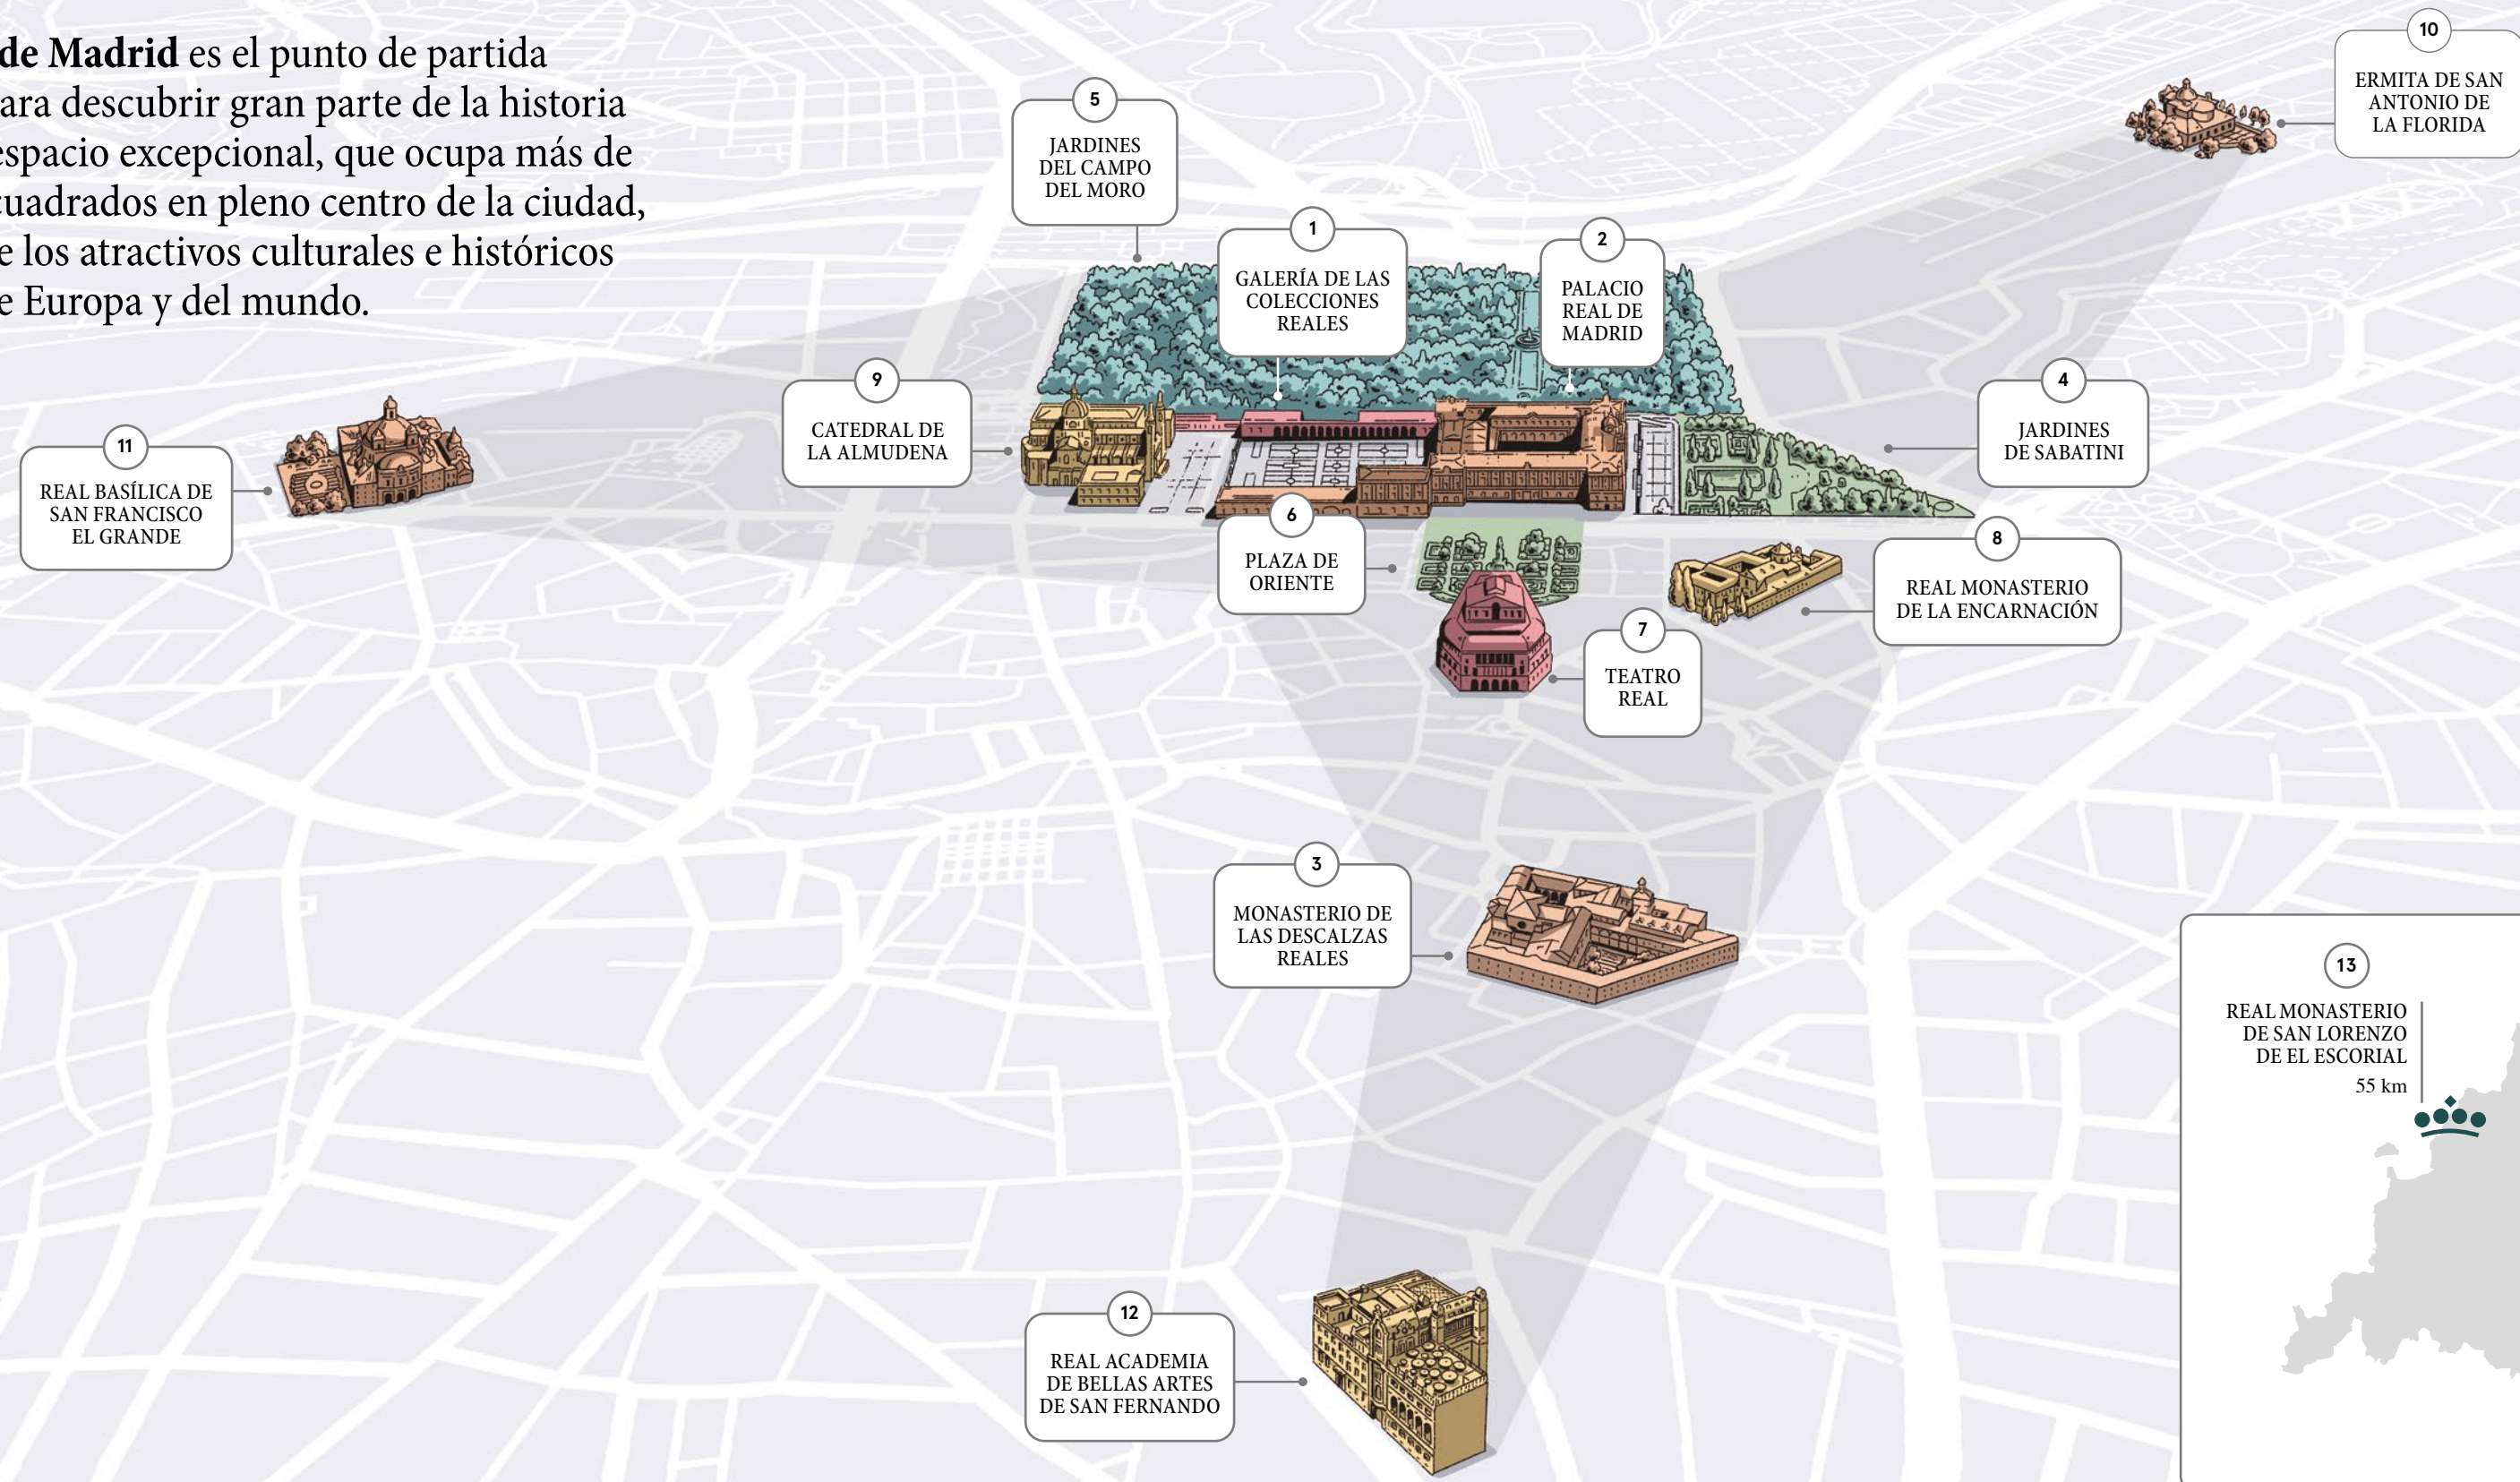 de Madrid es el punto de partida
ara descubrir gran parte de la historia
espacio excepcional, que ocupa más de
cuadrados en pleno centro de la ciudad,
e los atractivos culturales e históricos
e Europa y del mundo.
10
ERMITA DE SAN
ANTONIO DE
LA FLORIDA
5
JARDINES
DEL CAMPO
DEL MORO
1
GALERÍA DE LAS
COLECCIONES
REALES
2
PALACIO
REAL DE
MADRID
9
CATEDRAL DE
LA ALMUDENA
4
JARDINES
DE SABATINI
11
REAL BASÍLICA DE
SAN FRANCISCO
EL GRANDE
6
PLAZA DE
ORIENTE
8
REAL MONASTERIO
DE LA ENCARNACIÓN
7
TEATRO
REAL
3
MONASTERIO DE
LAS DESCALZAS
REALES
13
REAL MONASTERIO
DE SAN LORENZO
DE EL ESCORIAL
55 km
12
REAL ACADEMIA
DE BELLAS ARTES
DE SAN FERNANDO